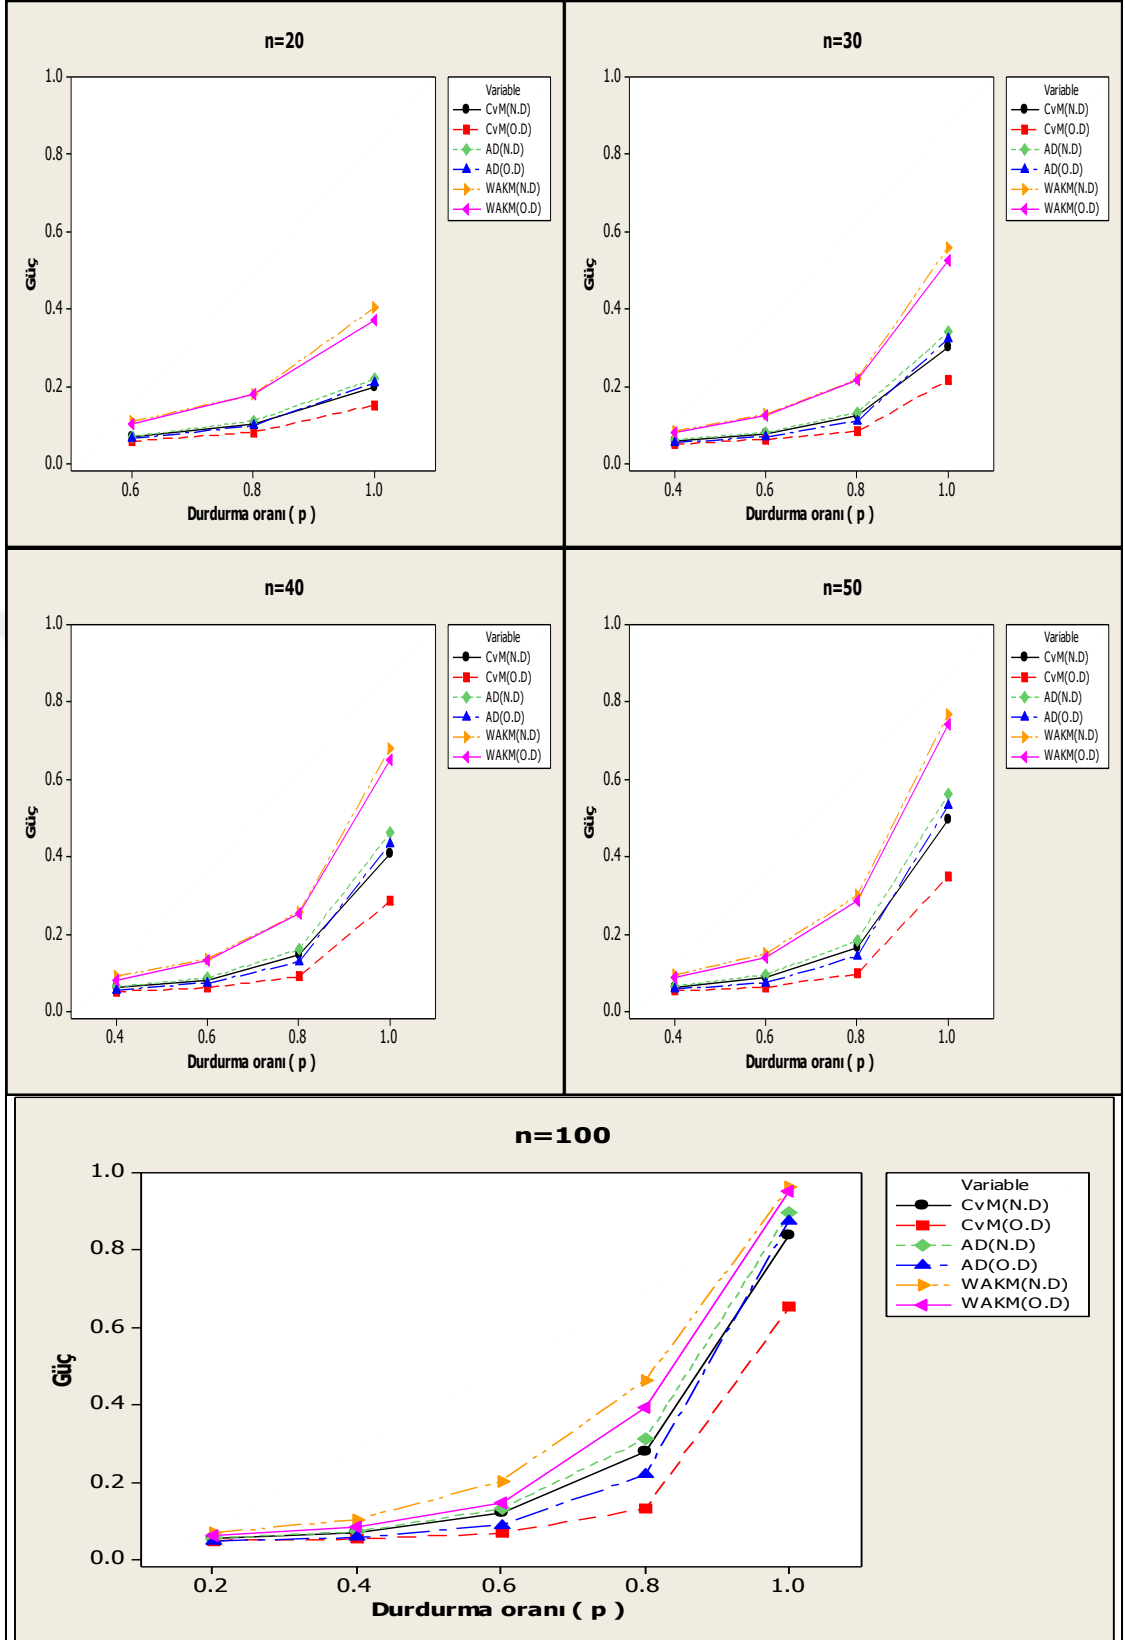 n=20
1.0
0.8
0.6
0.4
0.2
0.0
Güç
0.6 0.8 1.0
Durdurma oranı ( p )
Variable
CvM(N.D)
CvM(O.D)
AD(N.D)
AD(O.D)
WAKM(N.D)
WAKM(O.D)
n=30
1.0
0.8
0.6
0.4
0.2
0.0
Güç
0.4 0.6 0.8 1.0
Durdurma oranı ( p )
Variable
CvM(N.D)
CvM(O.D)
AD(N.D)
AD(O.D)
WAKM(N.D)
WAKM(O.D)
n=40
1.0
0.8
0.6
0.4
0.2
0.0
Güç
0.4 0.6 0.8 1.0
Durdurma oranı ( p )
Variable
CvM(N.D)
CvM(O.D)
AD(N.D)
AD(O.D)
WAKM(N.D)
WAKM(O.D)
n=50
1.0
0.8
0.6
0.4
0.2
0.0
Güç
0.4 0.6 0.8 1.0
Durdurma oranı ( p )
Variable
CvM(N.D)
CvM(O.D)
AD(N.D)
AD(O.D)
WAKM(N.D)
WAKM(O.D)
n=100
1.0
0.8
0.6
0.4
0.2
0.0
Güç
0.2 0.4 0.6 0.8 1.0
Durdurma oranı ( p )
Variable
CvM(N.D)
CvM(O.D)
AD(N.D)
AD(O.D)
WAKM(N.D)
WAKM(O.D)